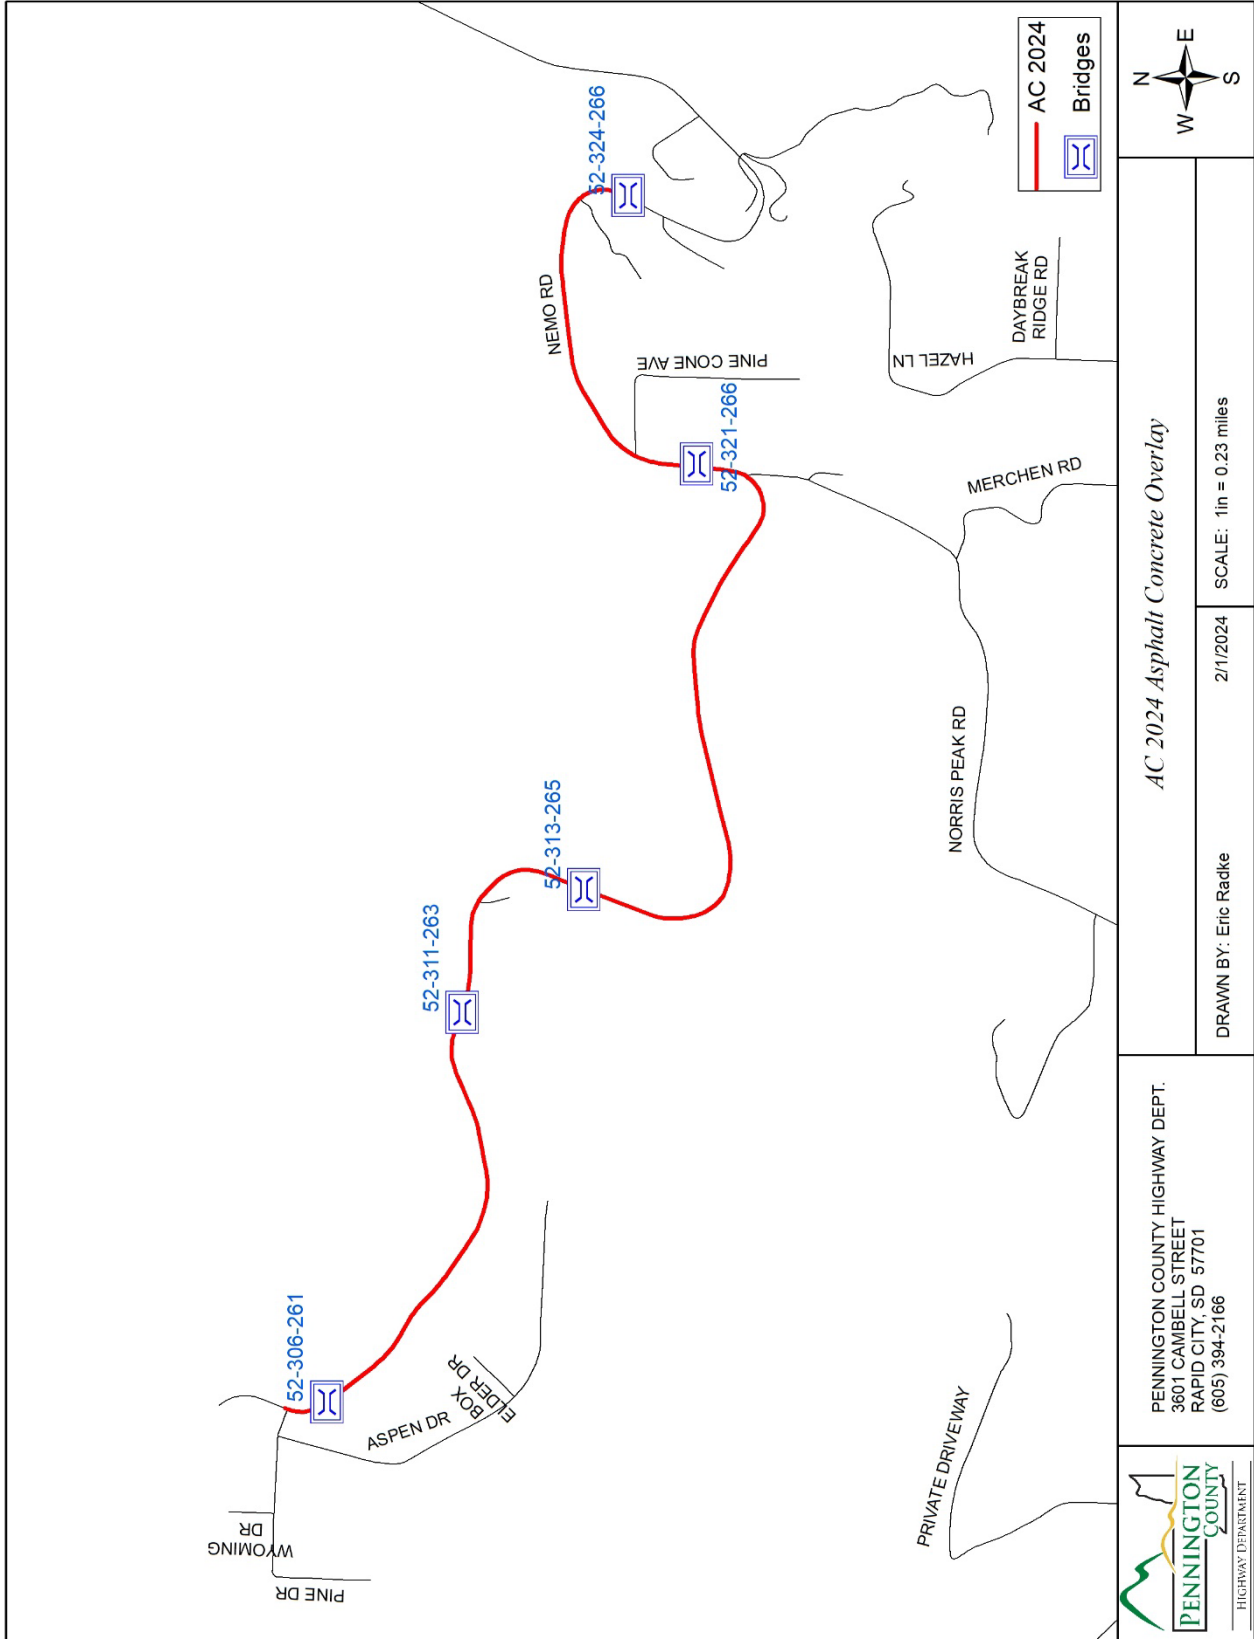 WYOMING
DR
PINE DR
ASPEN DR
BOX
ELDER DR
52-306-261
52-311-263
52-313-265
52-321-266
52-324-266
NEMO RD
PINE CONE AVE
HAZEL LN
DAYBREAK
RIDGE RD
MERCHEN RD
NORRIS PEAK RD
PRIVATE DRIVEWAY
AC 2024
Bridges
PENNINGTON
COUNTY
HIGHWAY DEPARTMENT
PENNINGTON COUNTY HIGHWAY DEPT.
3601 CAMBELL STREET
RAPID CITY, SD 57701
(605) 394-2166
AC 2024 Asphalt Concrete Overlay
DRAWN BY: Eric Radke
2/1/2024
SCALE: 1in = 0.23 miles
N
W
E
S